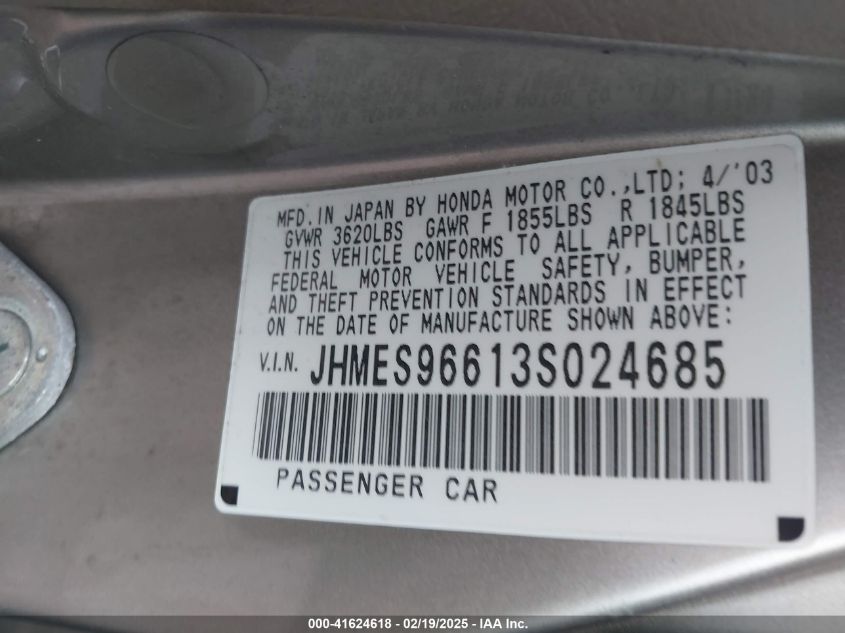 MFD. IN JAPAN BY HONDA MOTOR CO.,LTD; 4/'03
GVWR 3620LBS GAWR F 1855LBS R 1845LBS
THIS VEHICLE CONFORMS TO ALL APPLICABLE
FEDERAL MOTOR VEHICLE SAFETY, BUMPER,
AND THEFT PREVENTION STANDARDS IN EFFECT
ON THE DATE OF MANUFACTURE SHOWN ABOVE:
V.I.N. JHMES96613S024685
PASSENGER CAR
000-41624618 - 02/19/2025 - IAA Inc.